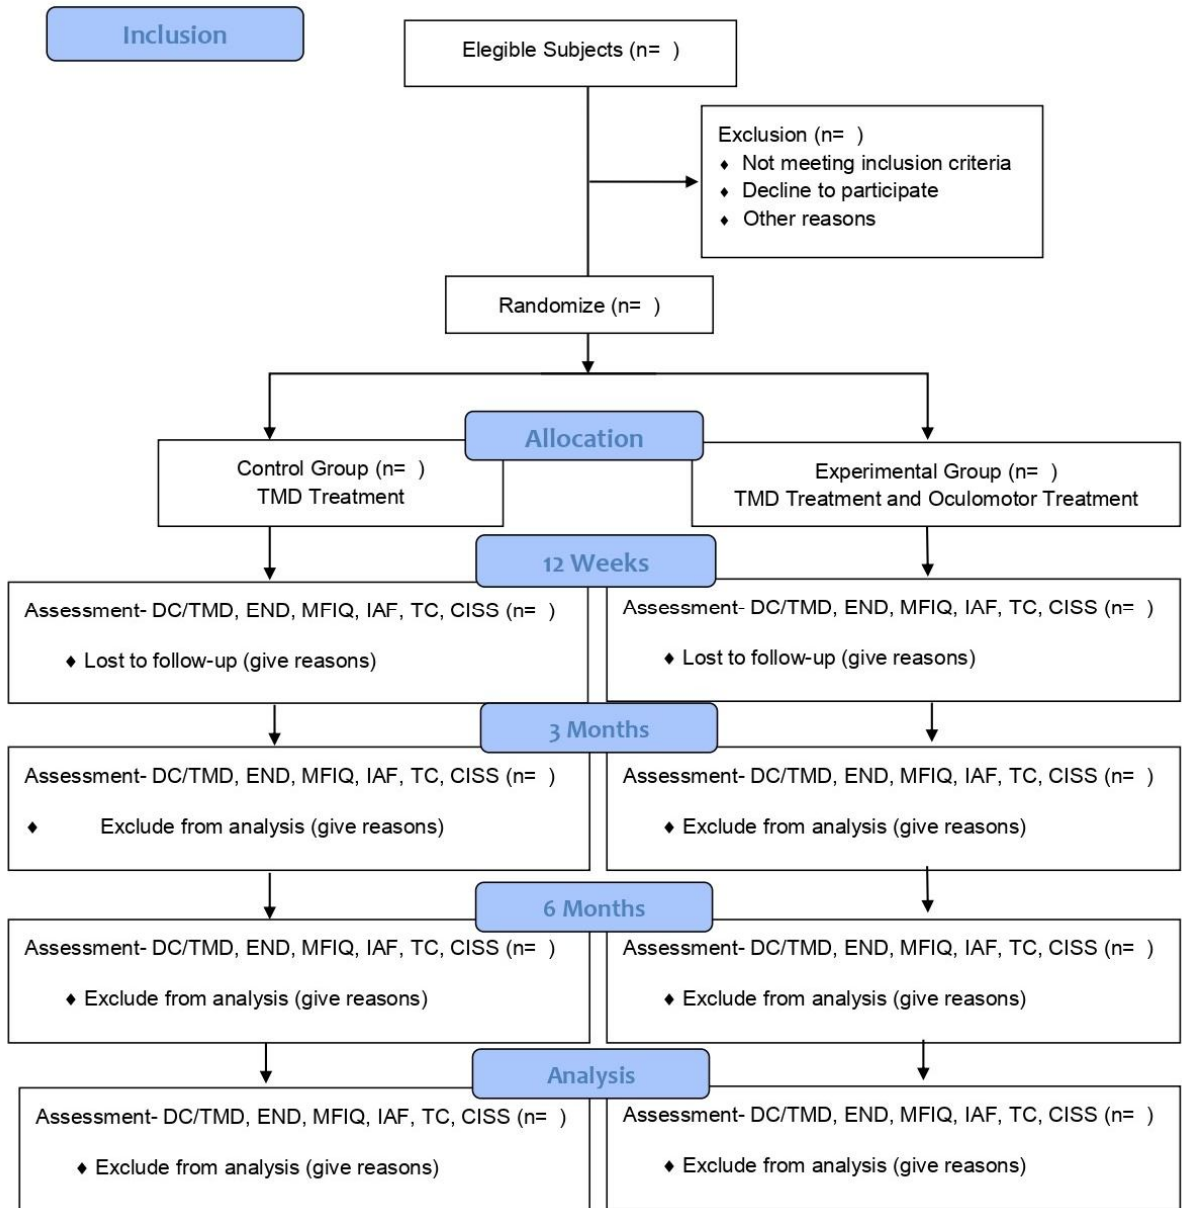 Inclusion
Elegible Subjects (n=  )
Exclusion (n=  )
♦ Not meeting inclusion criteria
♦ Decline to participate
♦ Other reasons
Randomize (n=  )
Allocation
Control Group (n=  )
TMD Treatment
Experimental Group (n=  )
TMD Treatment and Oculomotor Treatment
12 Weeks
Assessment- DC/TMD, END, MFIQ, IAF, TC, CISS (n=  )
♦ Lost to follow-up (give reasons)
Assessment- DC/TMD, END, MFIQ, IAF, TC, CISS (n=  )
♦ Lost to follow-up (give reasons)
3 Months
Assessment- DC/TMD, END, MFIQ, IAF, TC, CISS (n=  )
♦ Exclude from analysis (give reasons)
Assessment- DC/TMD, END, MFIQ, IAF, TC, CISS (n=  )
♦ Exclude from analysis (give reasons)
6 Months
Assessment- DC/TMD, END, MFIQ, IAF, TC, CISS (n=  )
♦ Exclude from analysis (give reasons)
Assessment- DC/TMD, END, MFIQ, IAF, TC, CISS (n=  )
♦ Exclude from analysis (give reasons)
Analysis
Assessment- DC/TMD, END, MFIQ, IAF, TC, CISS (n=  )
♦ Exclude from analysis (give reasons)
Assessment- DC/TMD, END, MFIQ, IAF, TC, CISS (n=  )
♦ Exclude from analysis (give reasons)